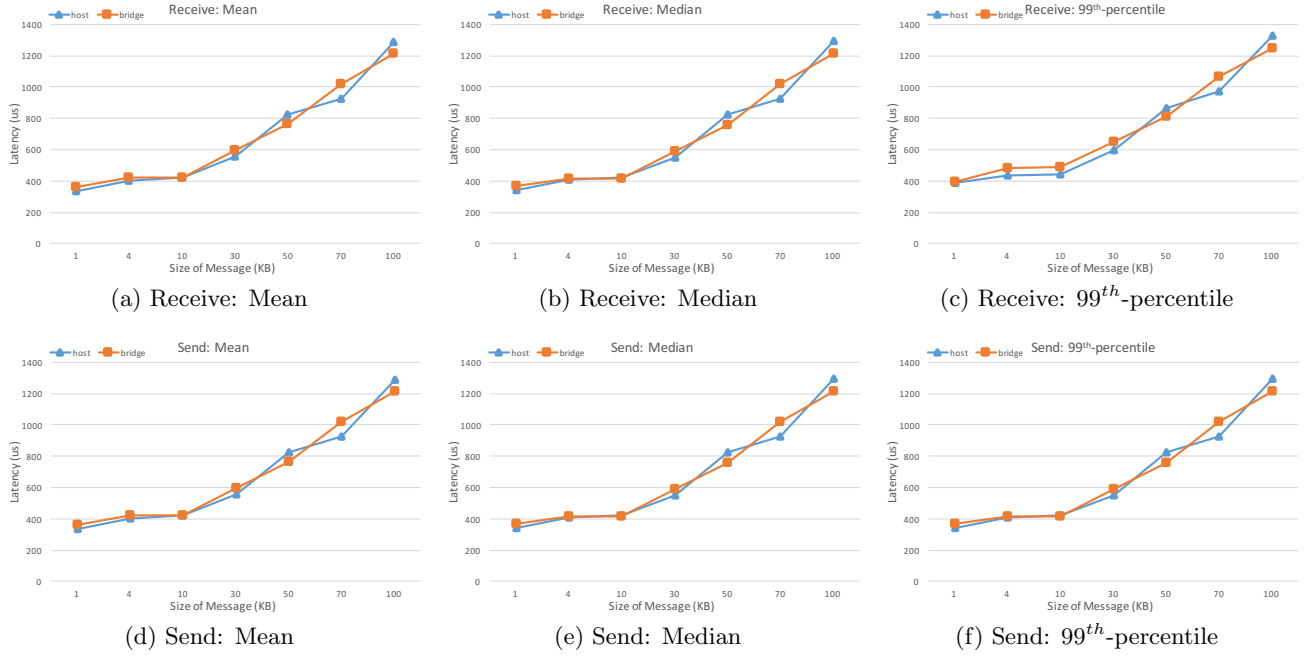 Receive: Mean
host bridge
1400
1200
1000
800
600
400
200
0
Latency (us)
1 4 10 30 50 70 100
Size of Message (KB)
(a) Receive: Mean
Receive: Median
host bridge
1400
1200
1000
800
600
400
200
0
Latency (us)
1 4 10 30 50 70 100
Size of Message (KB)
(b) Receive: Median
Receive: 99th-percentile
host bridge
1400
1200
1000
800
600
400
200
0
Latency (us)
1 4 10 30 50 70 100
Size of Message (KB)
(c) Receive: 99th-percentile
Send: Mean
host bridge
1400
1200
1000
800
600
400
200
0
Latency (us)
1 4 10 30 50 70 100
Size of Message (KB)
(d) Send: Mean
Send: Median
host bridge
1400
1200
1000
800
600
400
200
0
Latency (us)
1 4 10 30 50 70 100
Size of Message (KB)
(e) Send: Median
Send: 99th-percentile
host bridge
1400
1200
1000
800
600
400
200
0
Latency (us)
1 4 10 30 50 70 100
Size of Message (KB)
(f) Send: 99th-percentile